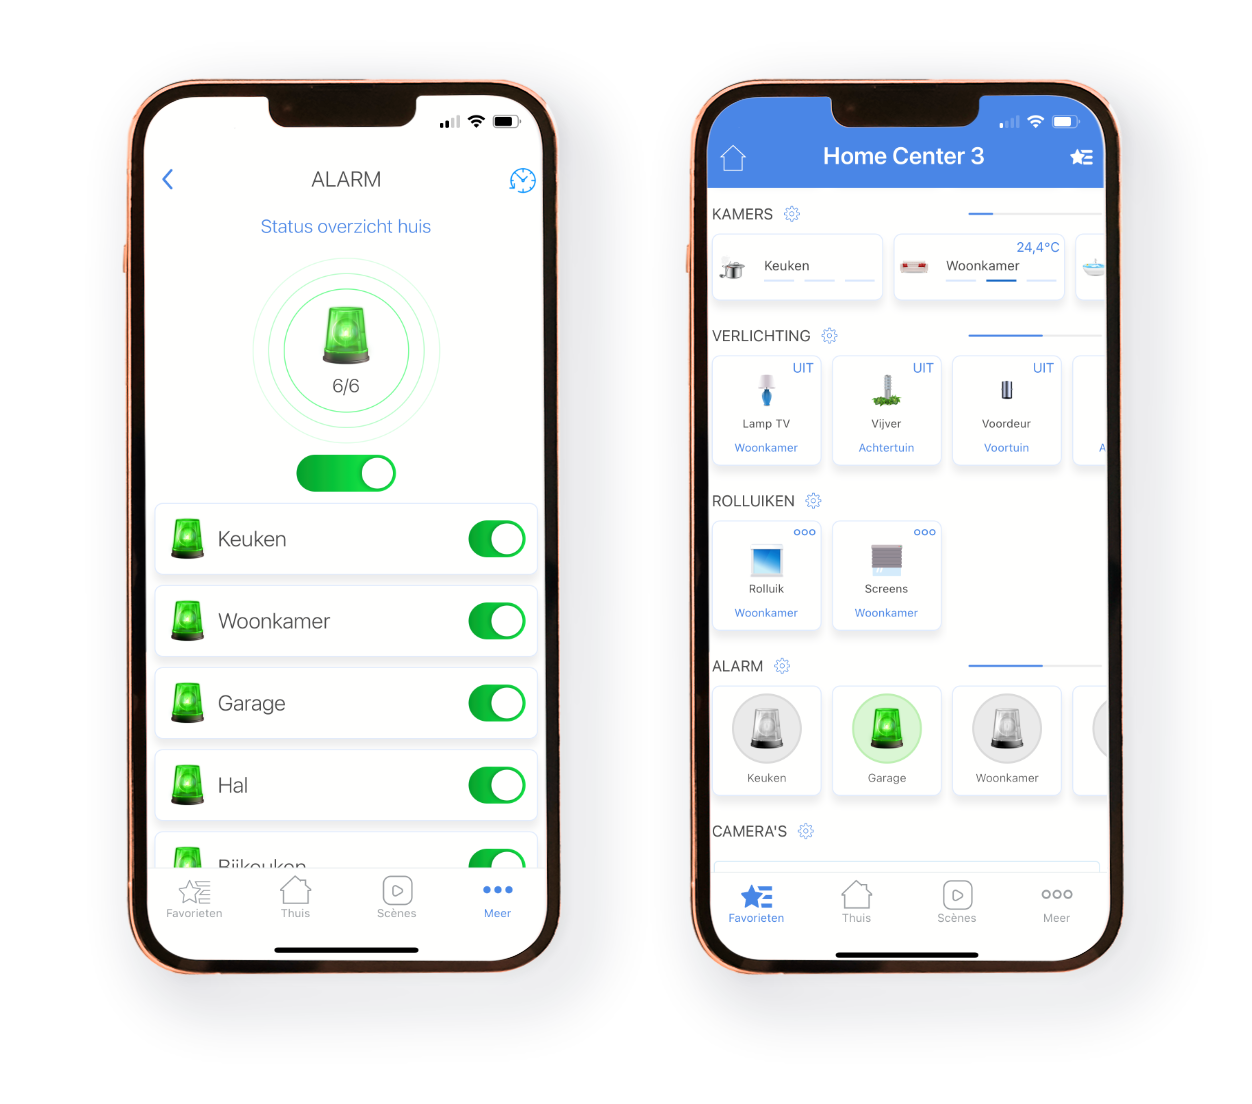 ALARM
Status overzicht huis
6/6
Keuken
Woonkamer
Garage
Hal
Bijkeuken
Favorieten
Thuis
Scènes
Meer
Home Center 3
KAMERS
Keuken
24,4°C
Woonkamer
VERLICHTING
UIT
Lamp TV
Woonkamer
UIT
Vijver
Achtertuin
UIT
Voordeur
Voortuin
A
ROLLUIKEN
Rolluik
Woonkamer
Screens
Woonkamer
ALARM
Keuken
Garage
Woonkamer
CAMERA'S
Favorieten
Thuis
Scènes
Meer